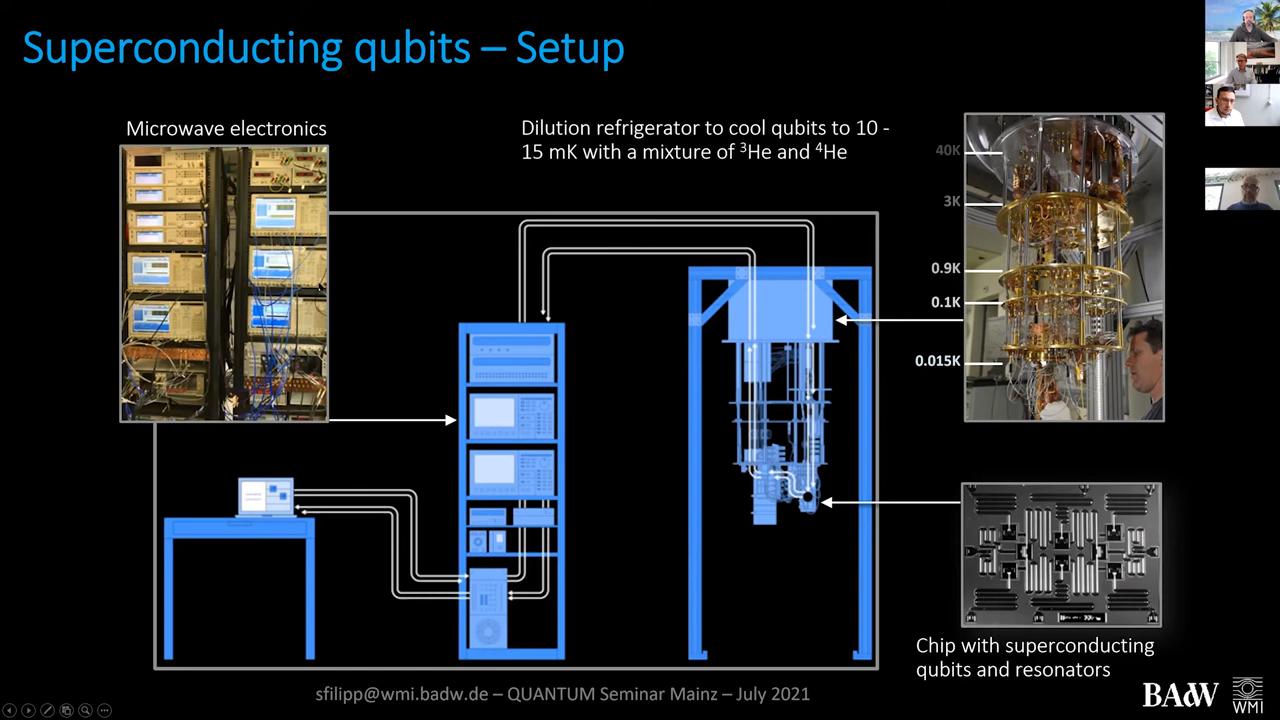 Superconducting qubits – Setup
Microwave electronics
Dilution refrigerator to cool qubits to 10 -
15 mK with a mixture of ³He and ⁴He
40K
3K
0.9K
0.1K
0.015K
Chip with superconducting
qubits and resonators
sfilipp@wmi.badw.de – QUANTUM Seminar Mainz – July 2021
BAdW
WMI